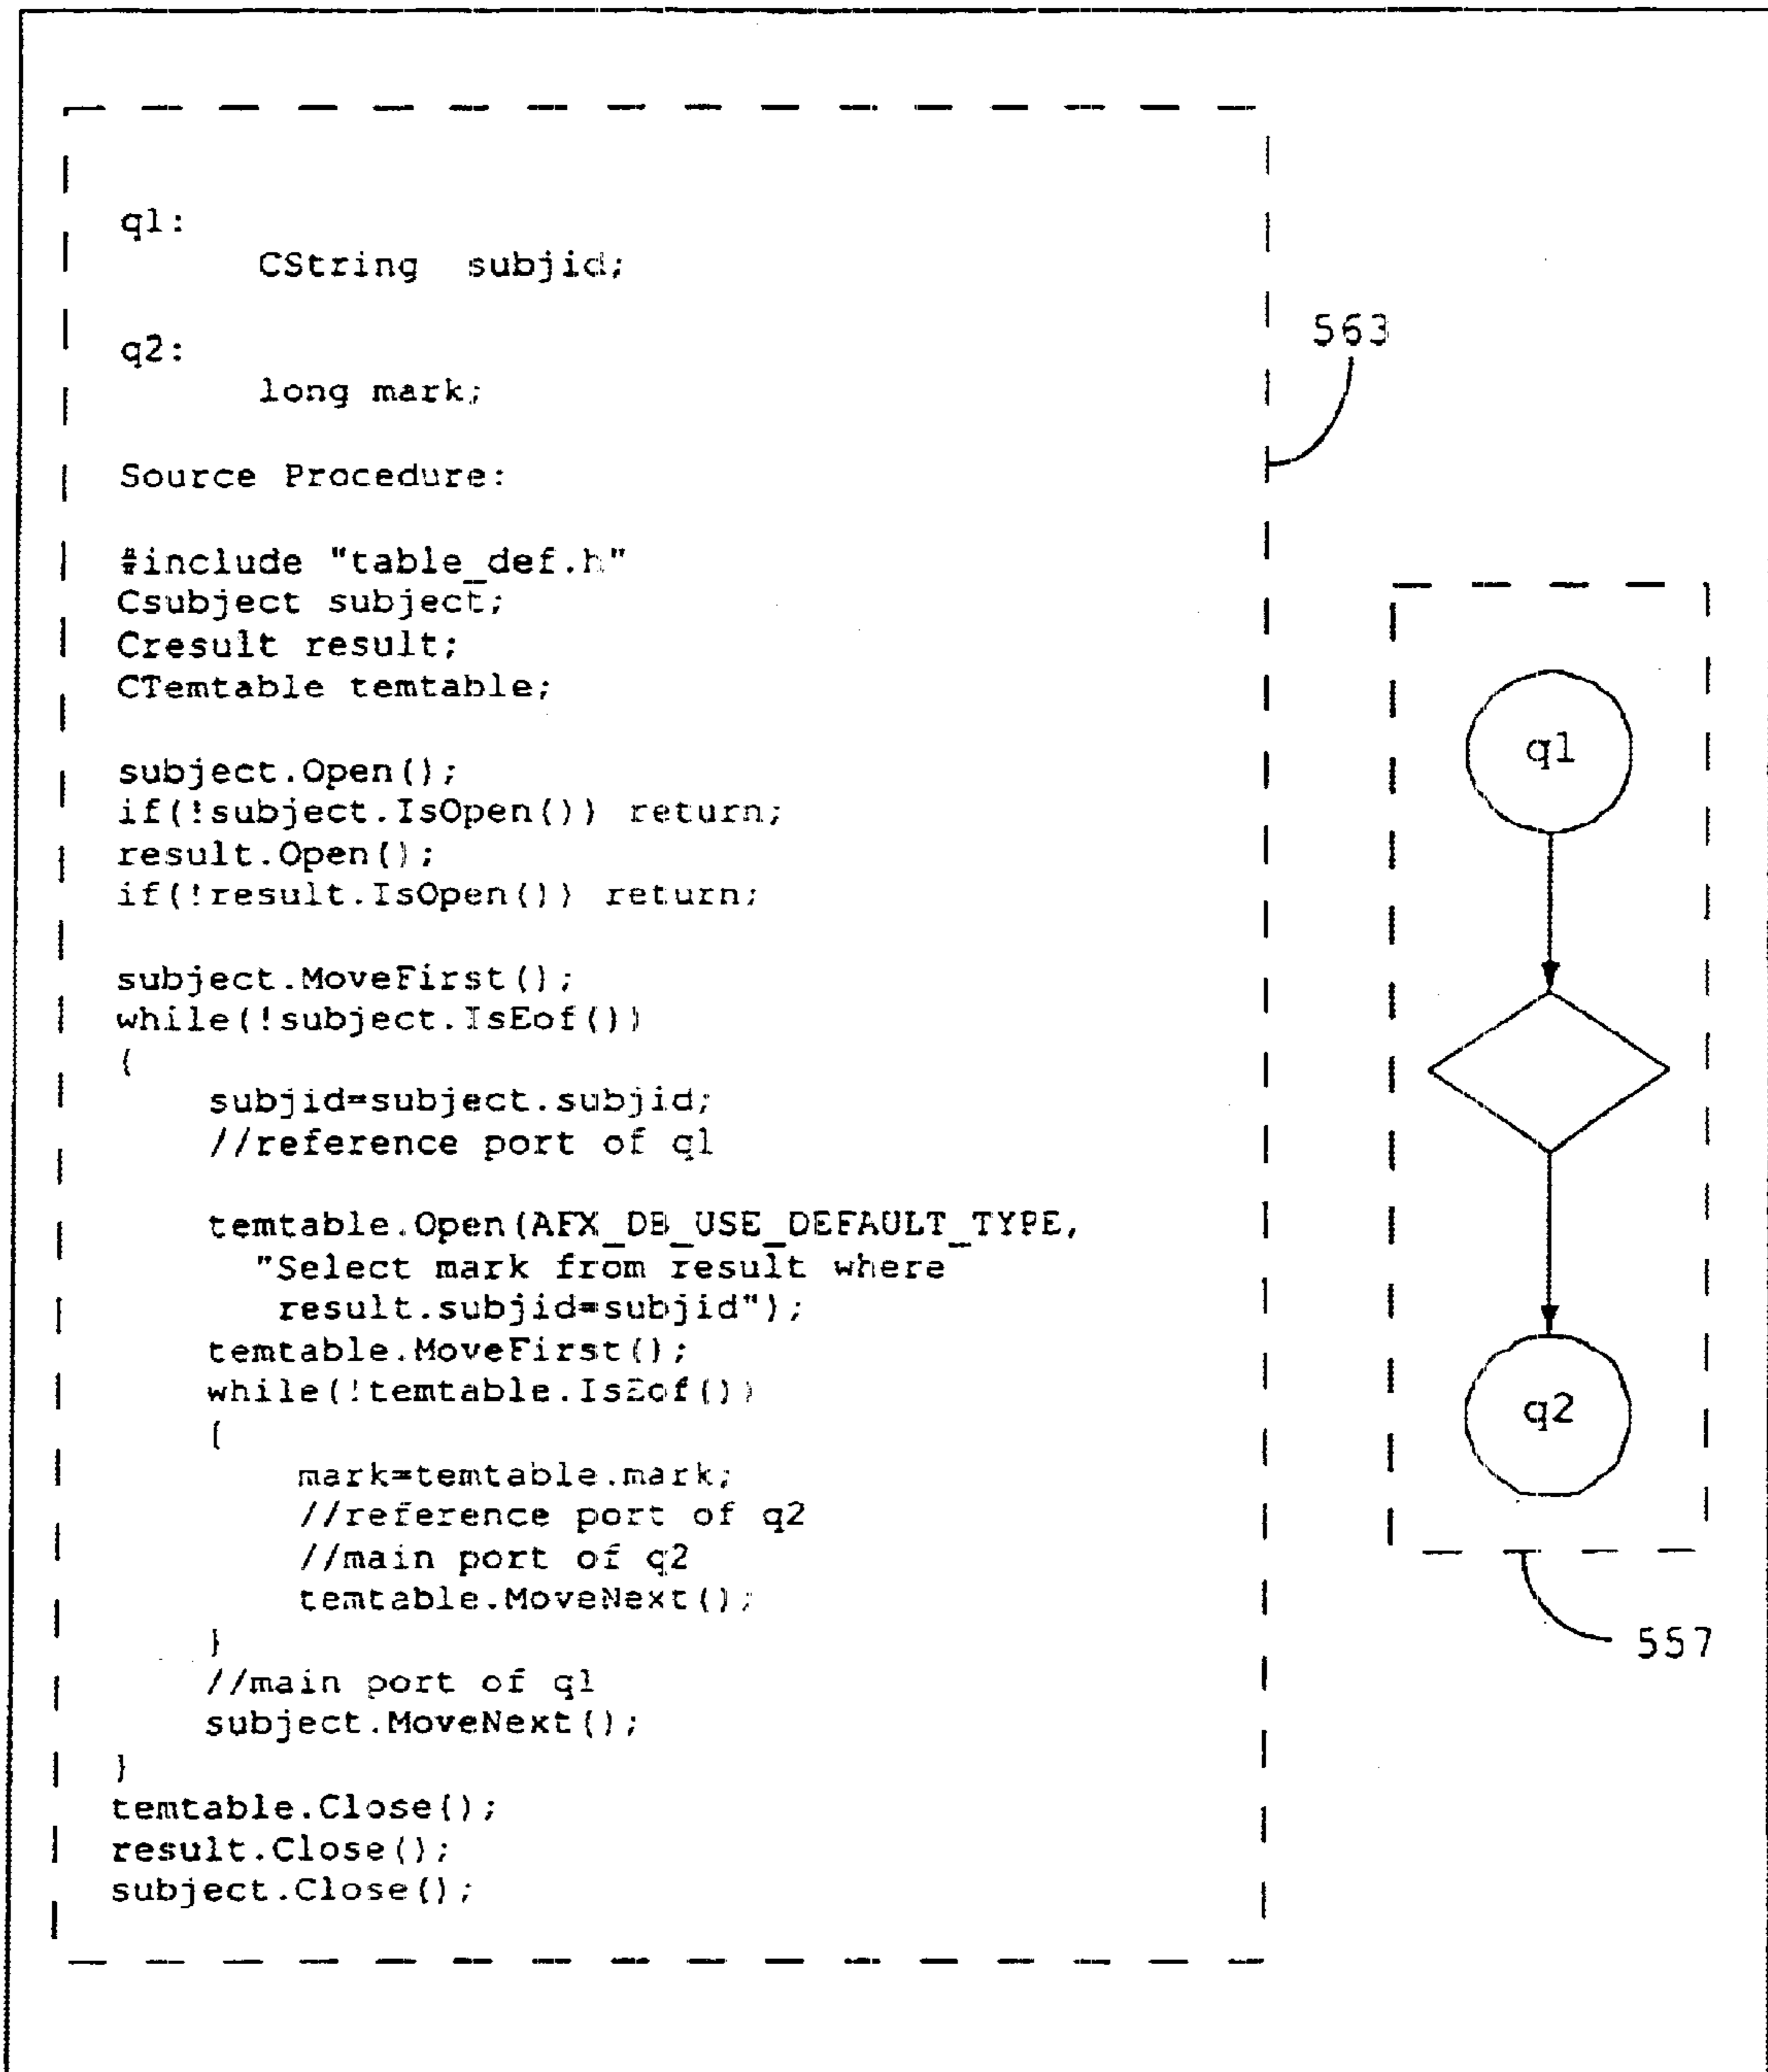 q1:
CString subjid;
q2:
long mark;
Source Procedure:
#include "table_def.h"
Csubject subject;
Cresult result;
CTemtable temtable;
subject.Open();
if(!subject.IsOpen()) return;
result.Open();
if(!result.IsOpen()) return;
subject.MoveFirst();
while(!subject.IsEof())
{
subjid=subject.subjid;
//reference port of q1
temtable.Open(AFX_DB_USE_DEFAULT_TYPE,
"Select mark from result where
result.subjid=subjid");
temtable.MoveFirst();
while(!temtable.IsEof())
{
mark=temtable.mark;
//reference port of q2
//main port of q2
temtable.MoveNext();
}
//main port of q1
subject.MoveNext();
}
temtable.Close();
result.Close();
subject.Close();
563
q1
q2
557